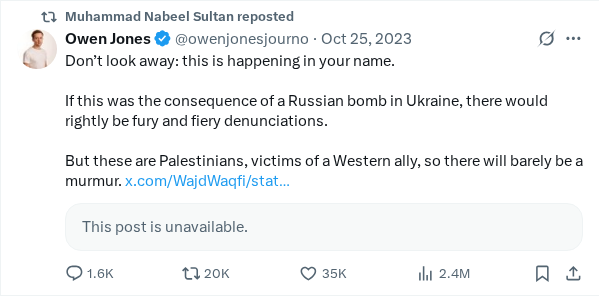 Muhammad Nabeel Sultan reposted
Owen Jones @owenjonesjourno · Oct 25, 2023
Don’t look away: this is happening in your name.
If this was the consequence of a Russian bomb in Ukraine, there would
rightly be fury and fiery denunciations.
But these are Palestinians, victims of a Western ally, so there will barely be a
murmur. x.com/WajdWaqfi/stat...
This post is unavailable.
1.6K 20K 35K 2.4M